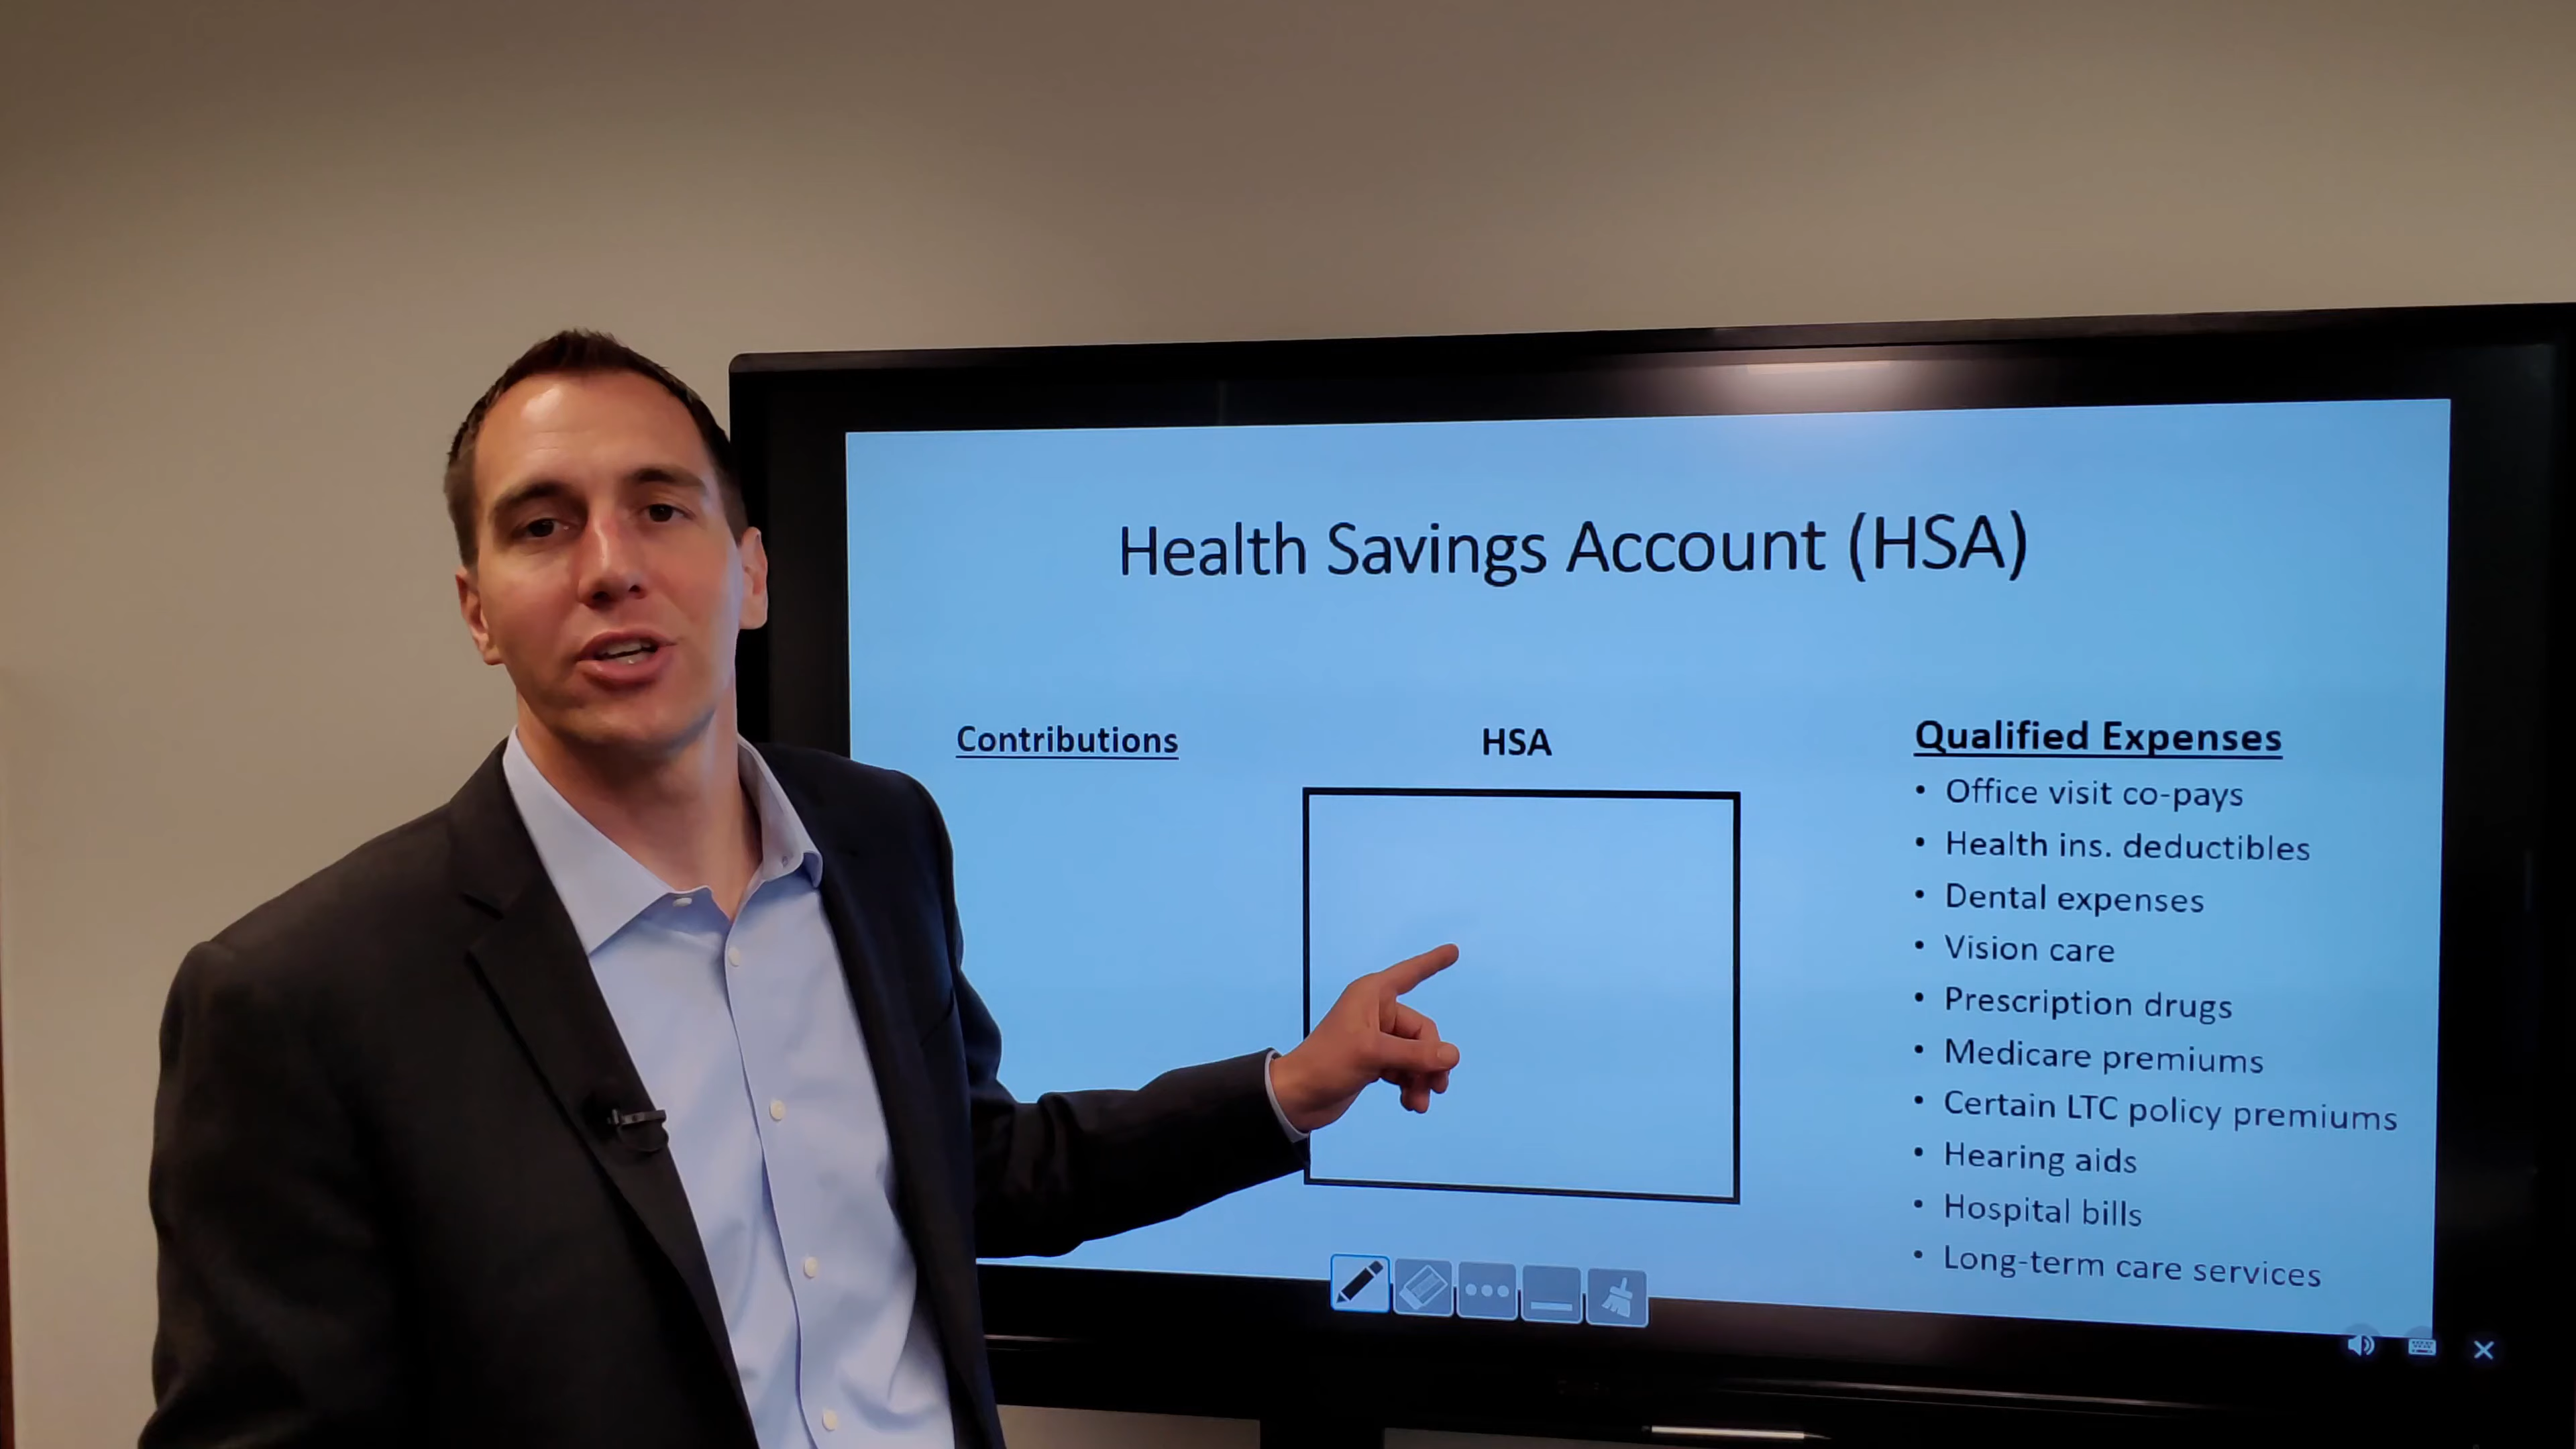 Health Savings Account (HSA)
Contributions
HSA
Qualified Expenses
• Office visit co-pays
• Health ins. deductibles
• Dental expenses
• Vision care
• Prescription drugs
• Medicare premiums
• Certain LTC policy premiums
• Hearing aids
• Hospital bills
• Long-term care services